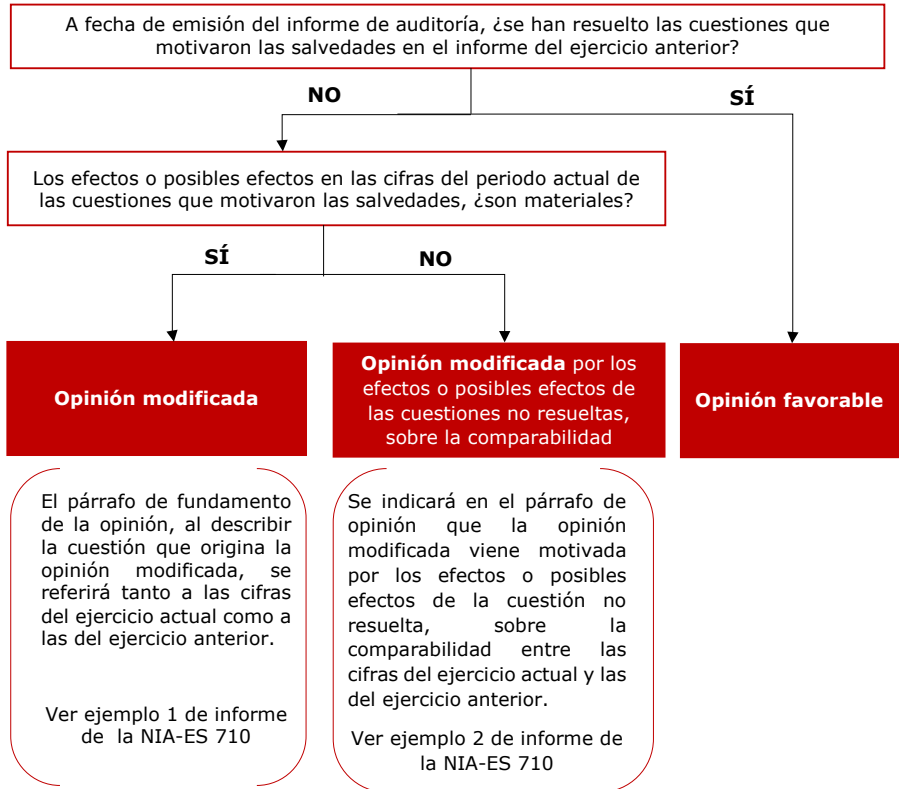 A fecha de emisión del informe de auditoría, ¿se han resuelto las cuestiones que
motivaron las salvedades en el informe del ejercicio anterior?
NO
SÍ
Los efectos o posibles efectos en las cifras del periodo actual de
las cuestiones que motivaron las salvedades, ¿son materiales?
SÍ
NO
Opinión modificada
Opinión modificada por los
efectos o posibles efectos de
las cuestiones no resueltas,
sobre la comparabilidad
Opinión favorable
El párrafo de fundamento
de la opinión, al describir
la cuestión que origina la
opinión modificada, se
referirá tanto a las cifras
del ejercicio actual como a
las del ejercicio anterior.
Ver ejemplo 1 de informe
de la NIA-ES 710
Se indicará en el párrafo de
opinión que la opinión
modificada viene motivada
por los efectos o posibles
efectos de la cuestión no
resuelta, sobre la
comparabilidad entre las
cifras del ejercicio actual y las
del ejercicio anterior.
Ver ejemplo 2 de informe de
la NIA-ES 710